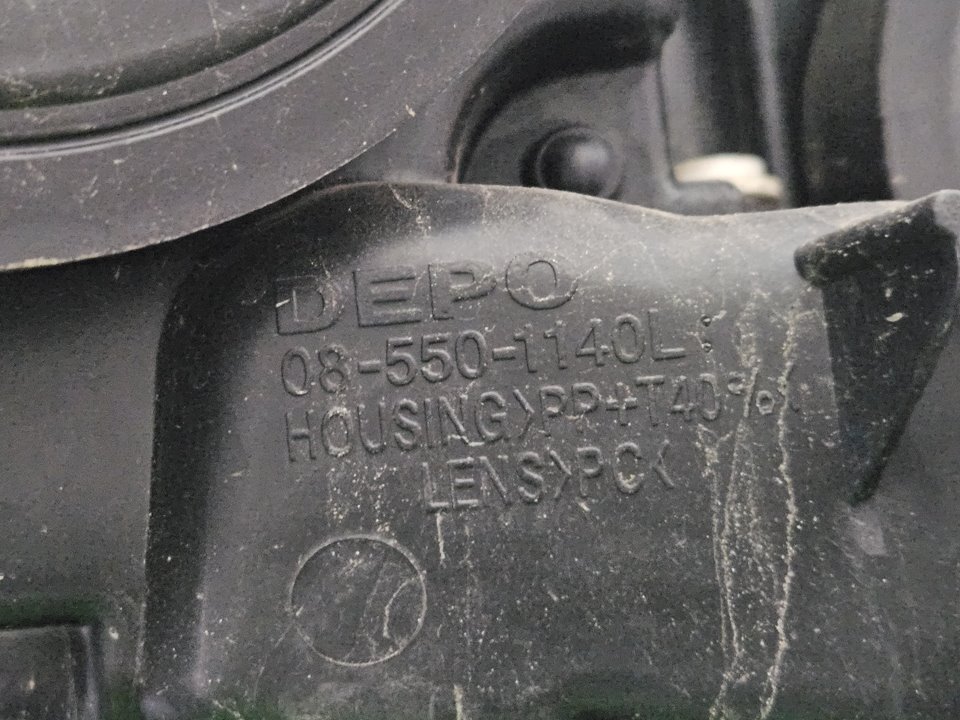 DEPO
08-550-1140L
HOUSING>PP+T40%<
LENS>PC<